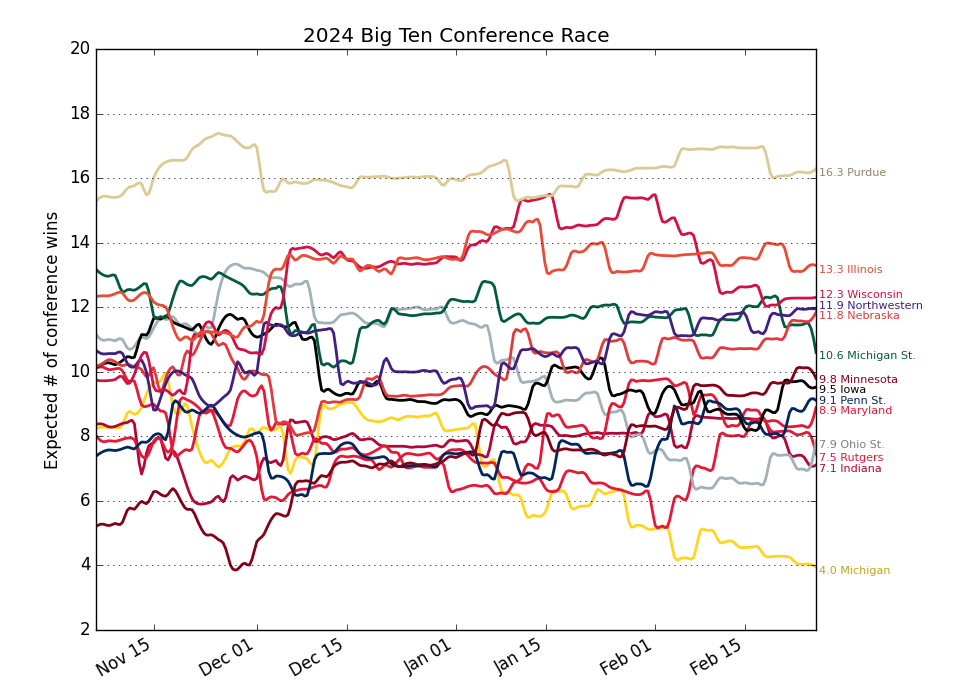 2024 Big Ten Conference Race
Expected # of conference wins
20
18
16
14
12
10
8
6
4
2
Nov 15
Dec 01
Dec 15
Jan 01
Jan 15
Feb 01
Feb 15
16.3 Purdue
13.3 Illinois
12.3 Wisconsin
11.9 Northwestern
11.8 Nebraska
10.6 Michigan St.
9.8 Minnesota
9.5 Iowa
9.1 Penn St.
8.9 Maryland
7.9 Ohio St.
7.5 Rutgers
7.1 Indiana
4.0 Michigan